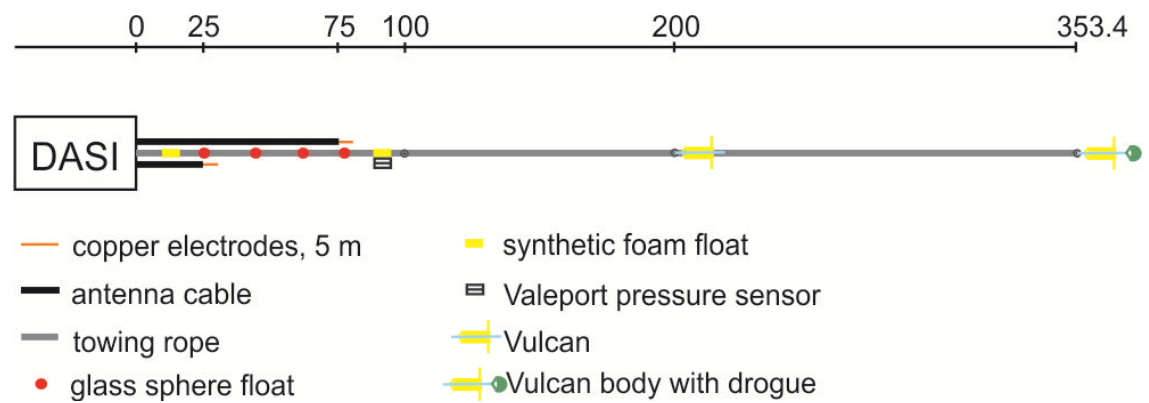 0 25 75 100 200 353.4
DASI
copper electrodes, 5 m
antenna cable
towing rope
glass sphere float
synthetic foam float
Valeport pressure sensor
Vulcan
Vulcan body with drogue